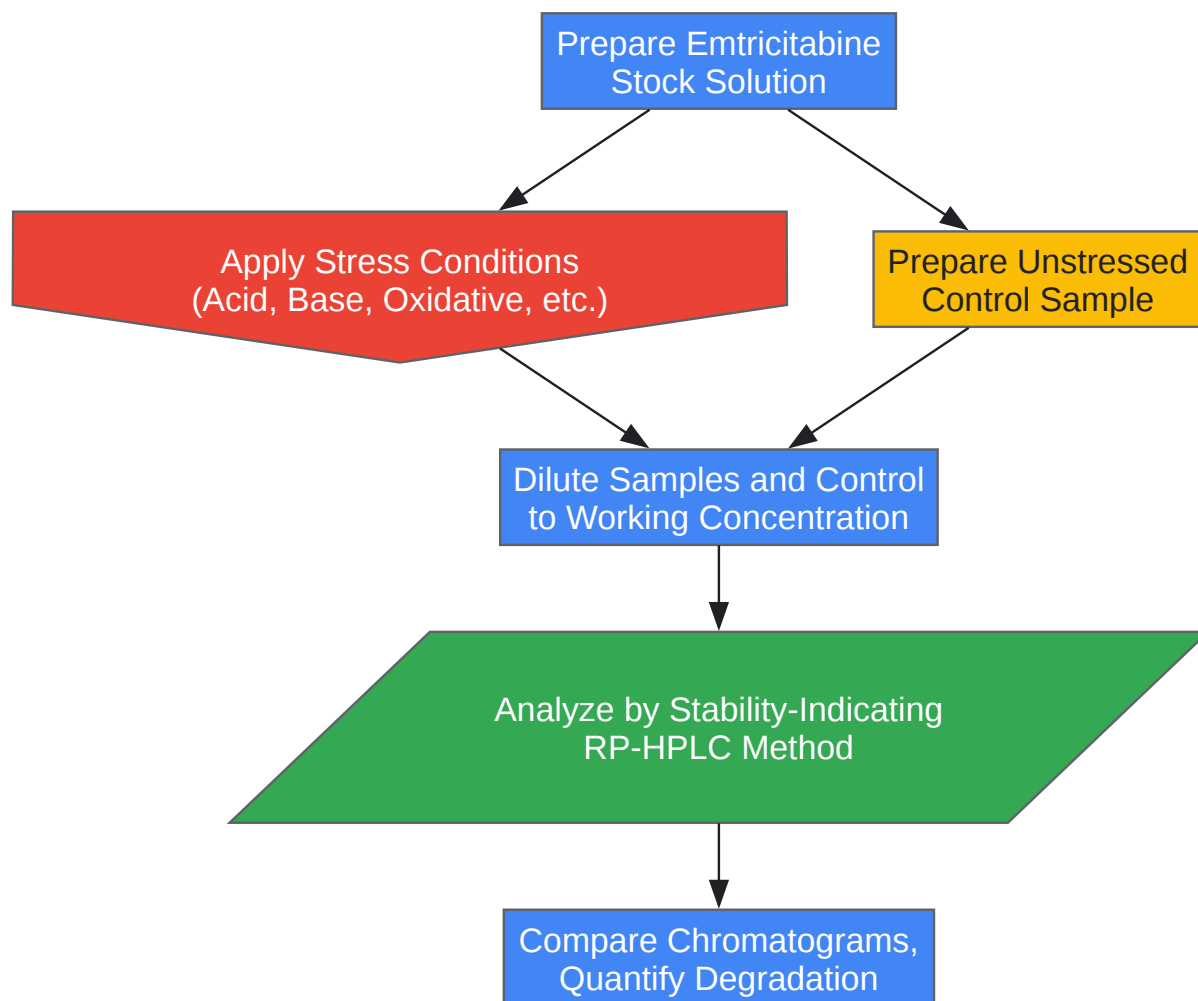 Prepare Emtricitabine
Stock Solution
Apply Stress Conditions
(Acid, Base, Oxidative, etc.)
Prepare Unstressed
Control Sample
Dilute Samples and Control
to Working Concentration
Analyze by Stability-Indicating
RP-HPLC Method
Compare Chromatograms,
Quantify Degradation